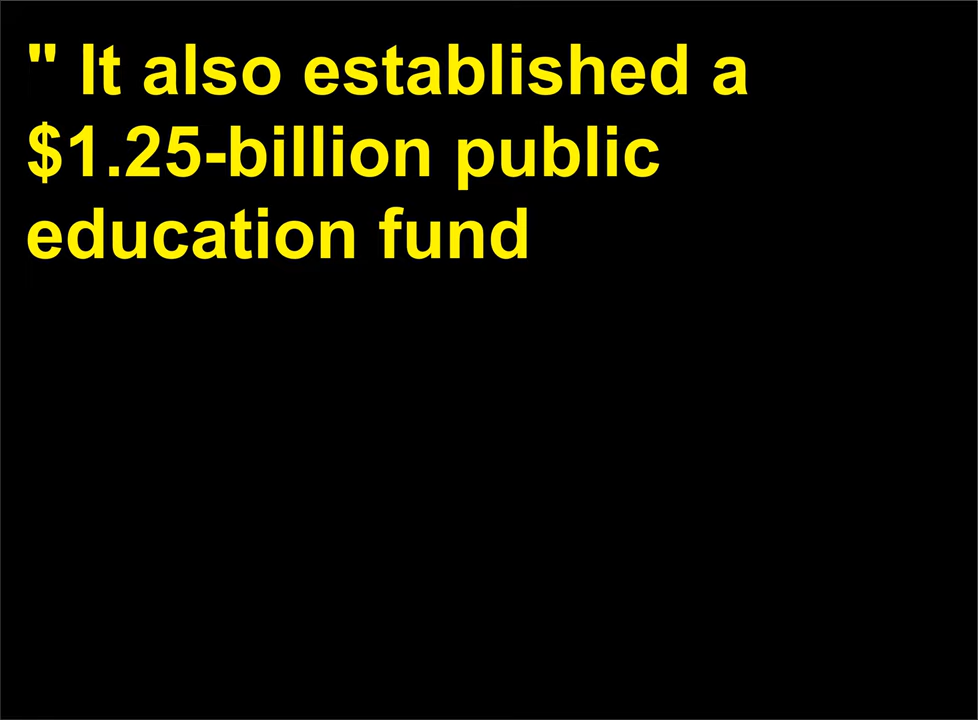 " It also established a
$1.25-billion public
education fund